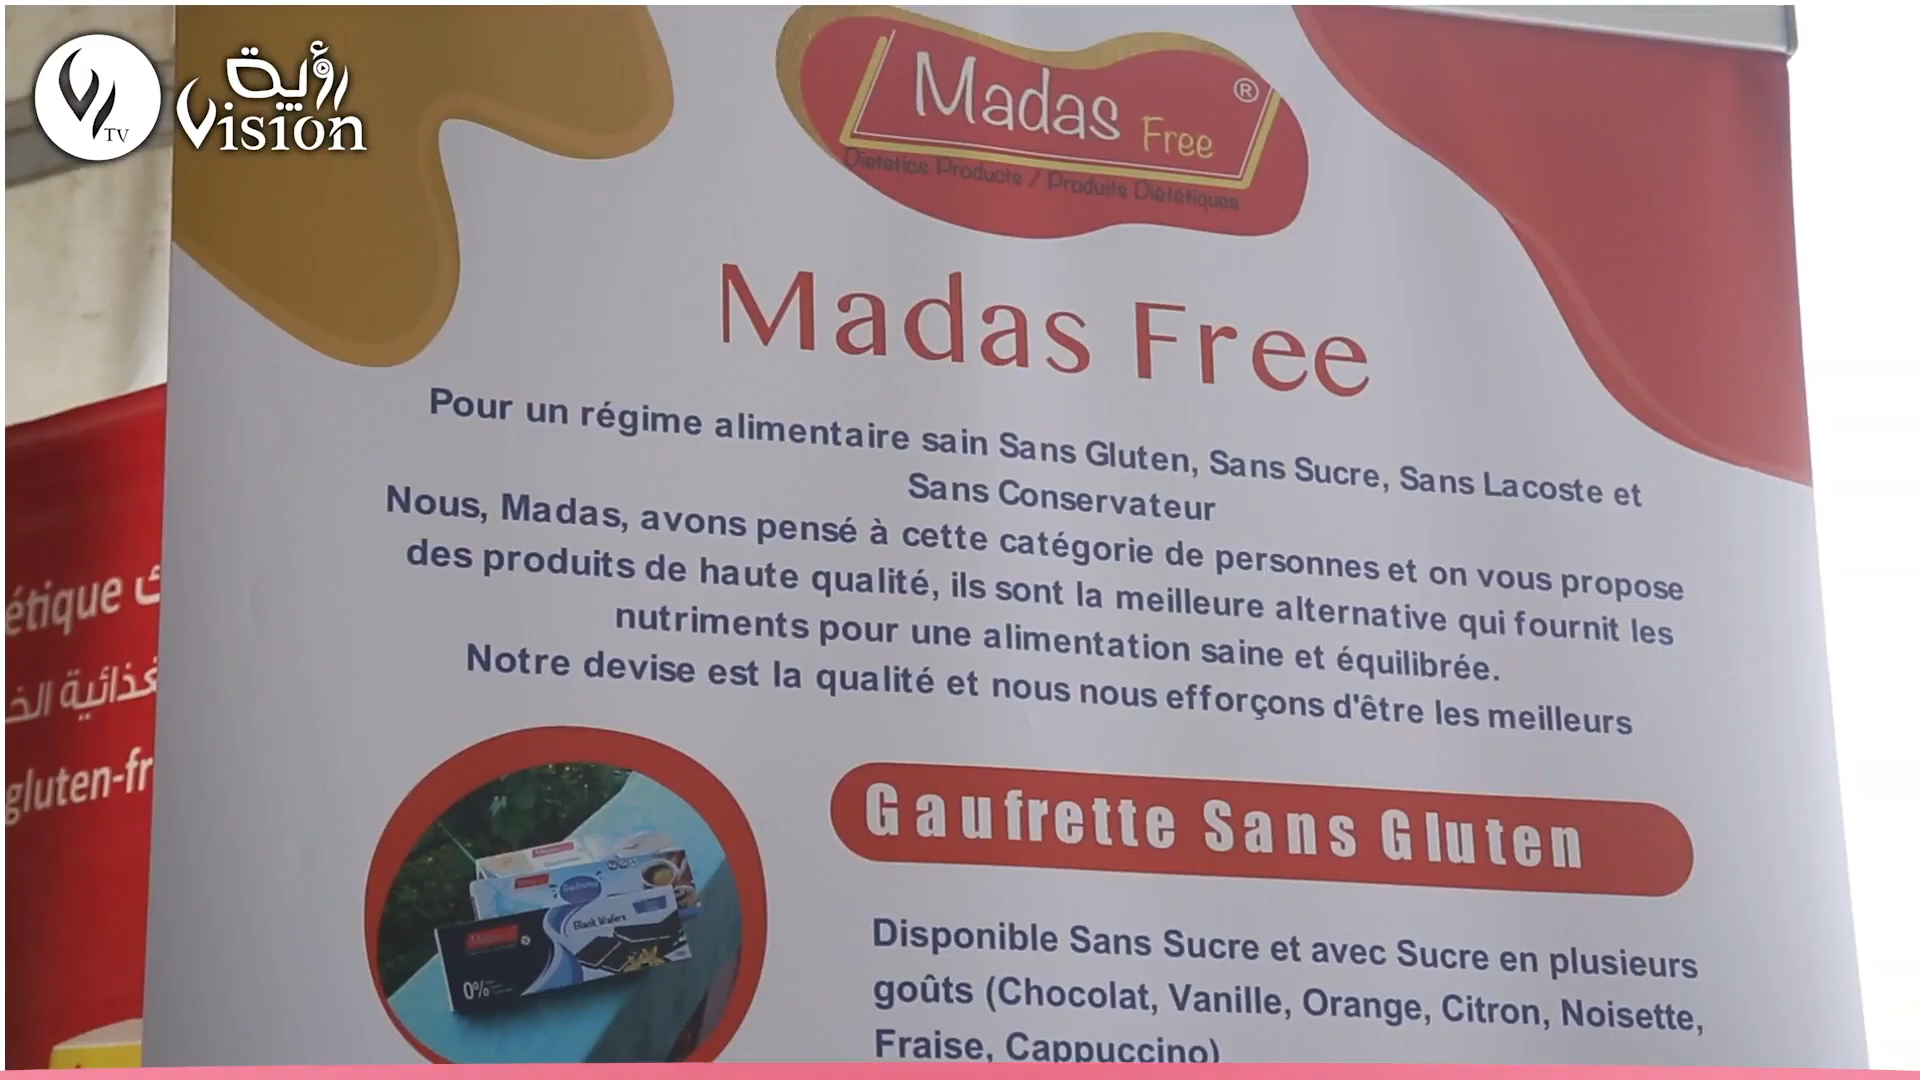 رؤية
Vision
TV
Madas Free ®
Dietetics Products / Produits Diététiques
Madas Free
Pour un régime alimentaire sain Sans Gluten, Sans Sucre, Sans Lacoste et
Sans Conservateur
Nous, Madas, avons pensé à cette catégorie de personnes et on vous propose
des produits de haute qualité, ils sont la meilleure alternative qui fournit les
nutriments pour une alimentation saine et équilibrée.
Notre devise est la qualité et nous nous efforçons d'être les meilleurs
étique
غذائية الخ
gluten-fr
Gaufrette Sans Gluten
Black Wafers
0%
Disponible Sans Sucre et avec Sucre en plusieurs
goûts (Chocolat, Vanille, Orange, Citron, Noisette,
Fraise, Cappuccino)